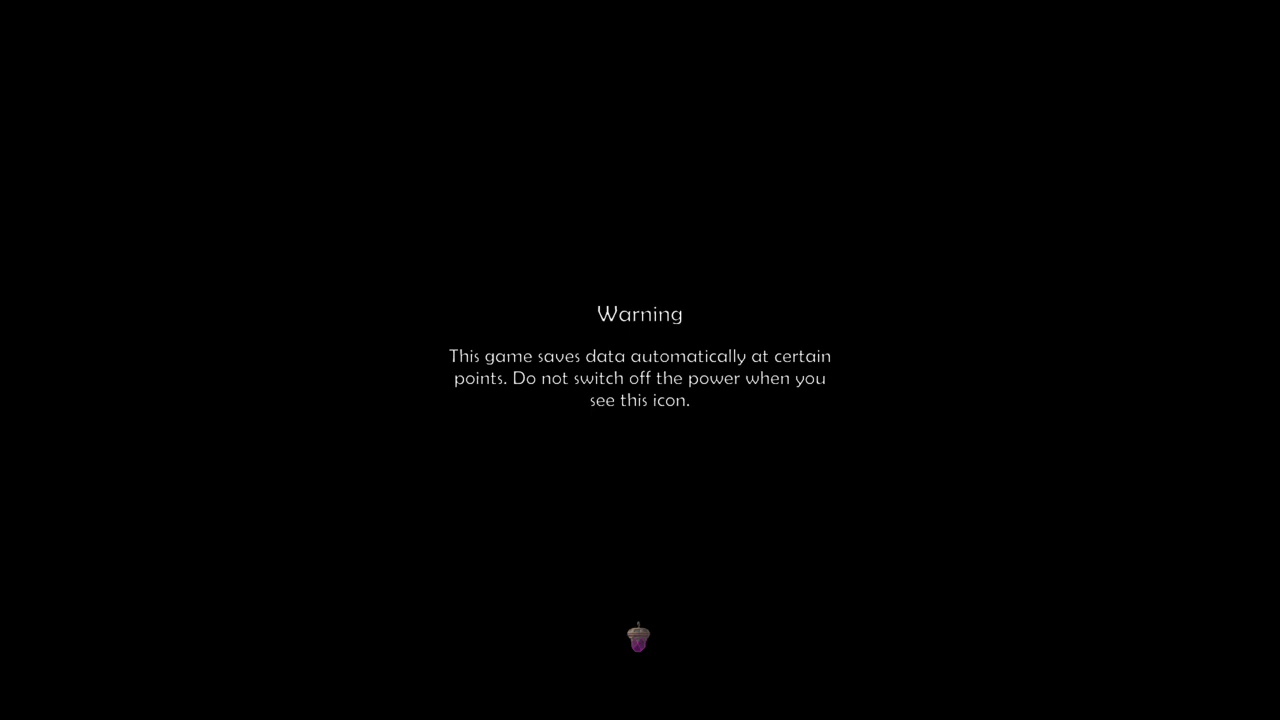 Warning
This game saves data automatically at certain
points. Do not switch off the power when you
see this icon.